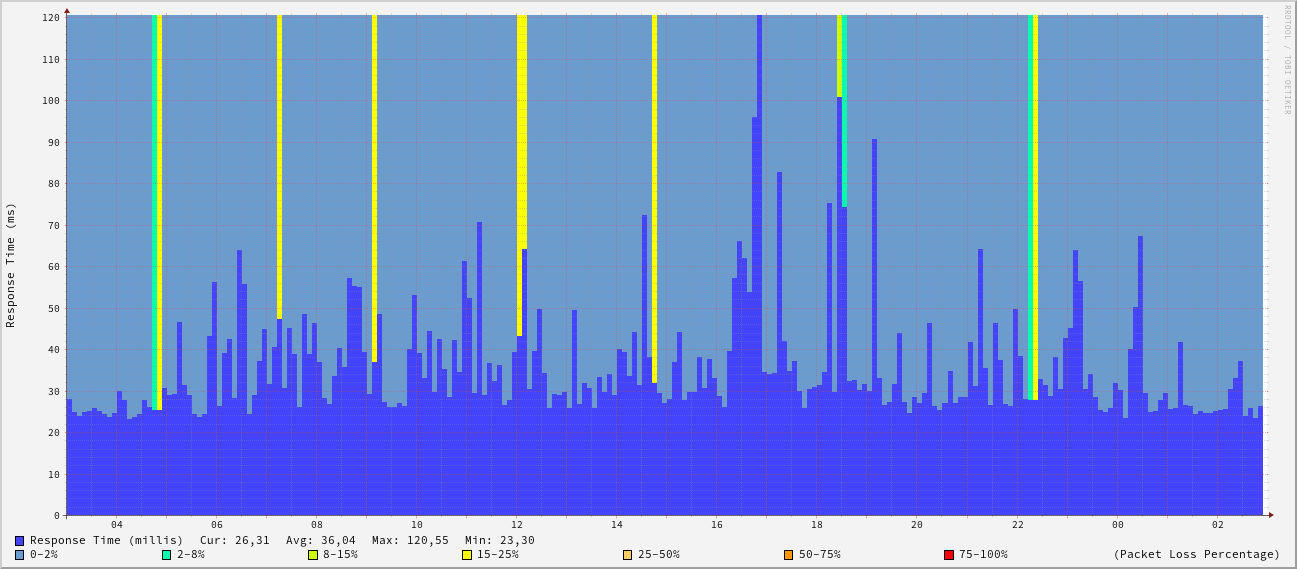 RRDTOOL / TOBI OETIKER
Response Time (ms)
120
110
100
90
80
70
60
50
40
30
20
10
0
04 06 08 10 12 14 16 18 20 22 00 02
Response Time (millis) Cur: 26,31 Avg: 36,04 Max: 120,55 Min: 23,30
0-2% 2-8% 8-15% 15-25% 25-50% 50-75% 75-100% (Packet Loss Percentage)